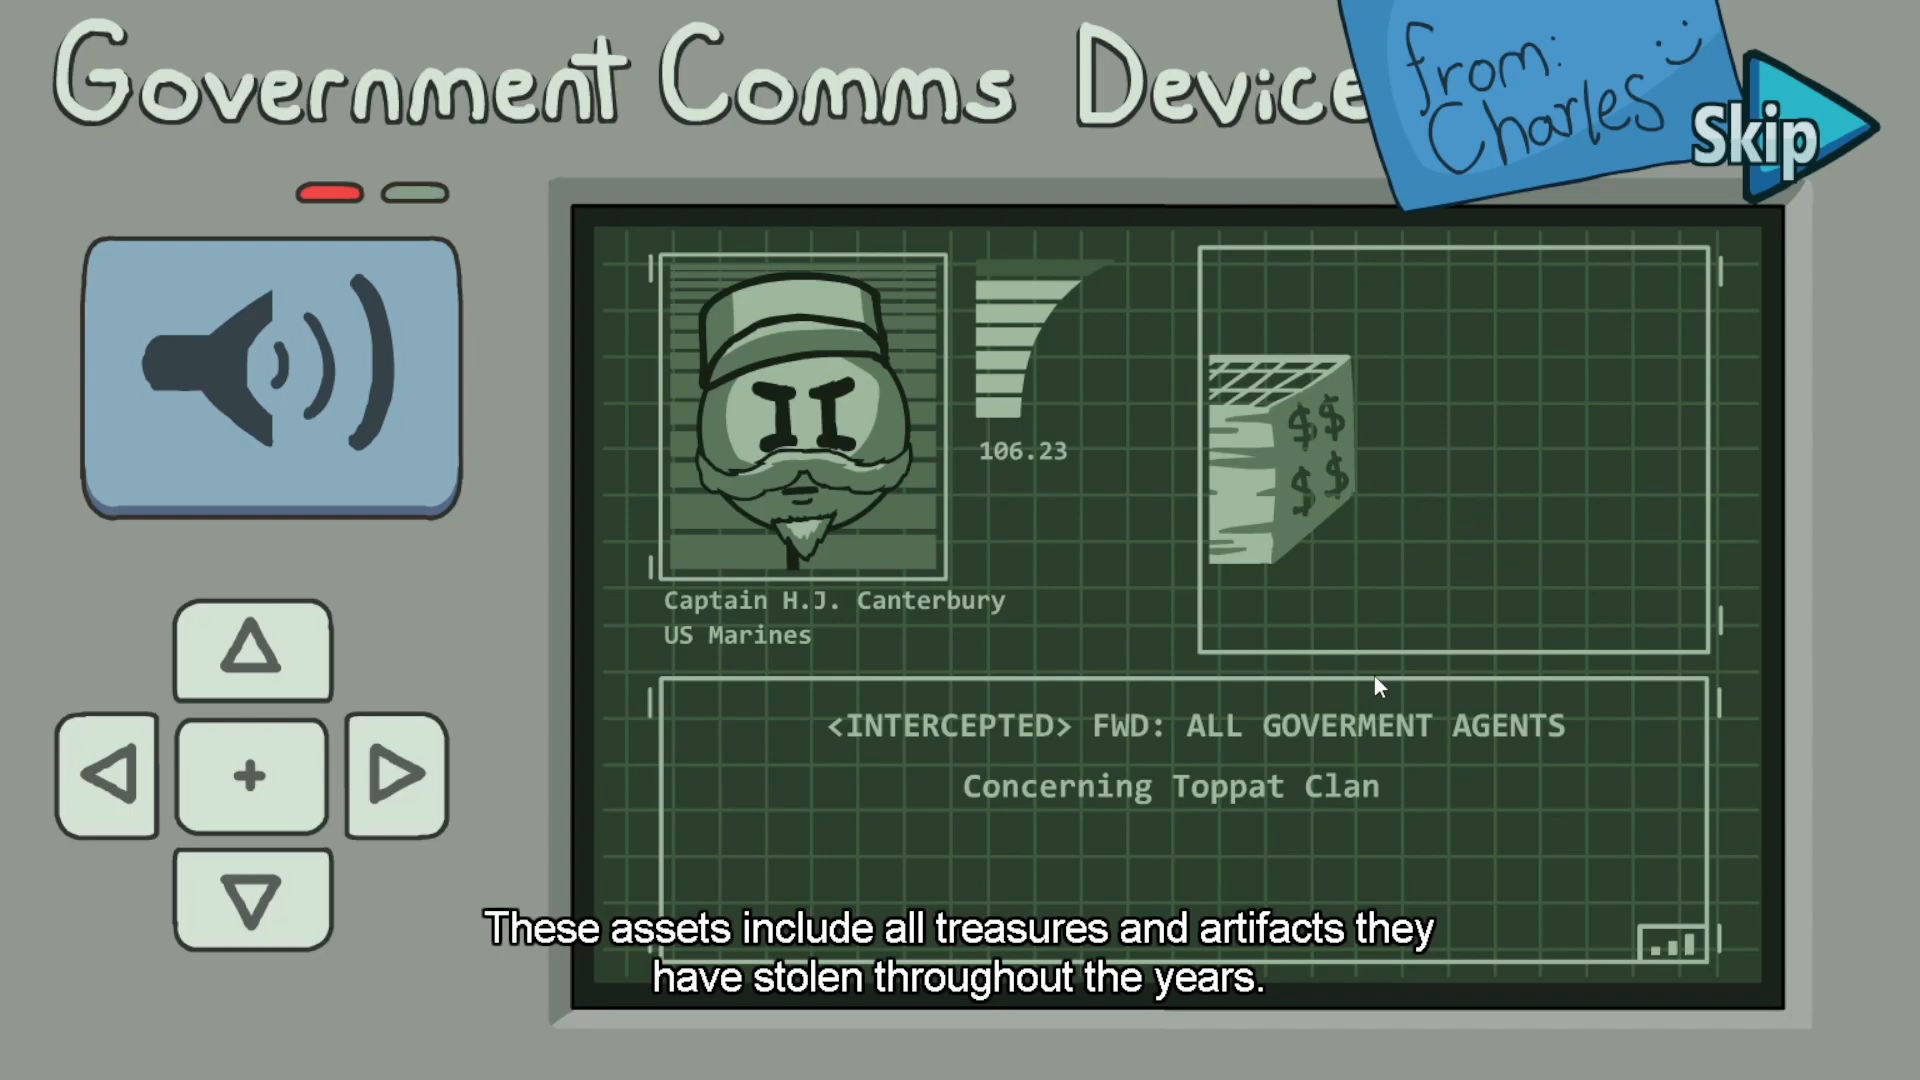 Government Comms Device
from: :)
Charles
Skip
$$
$$
106.23
Captain H.J. Canterbury
US Marines
<INTERCEPTED> FWD: ALL GOVERMENT AGENTS
Concerning Toppat Clan
These assets include all treasures and artifacts they
have stolen throughout the years.